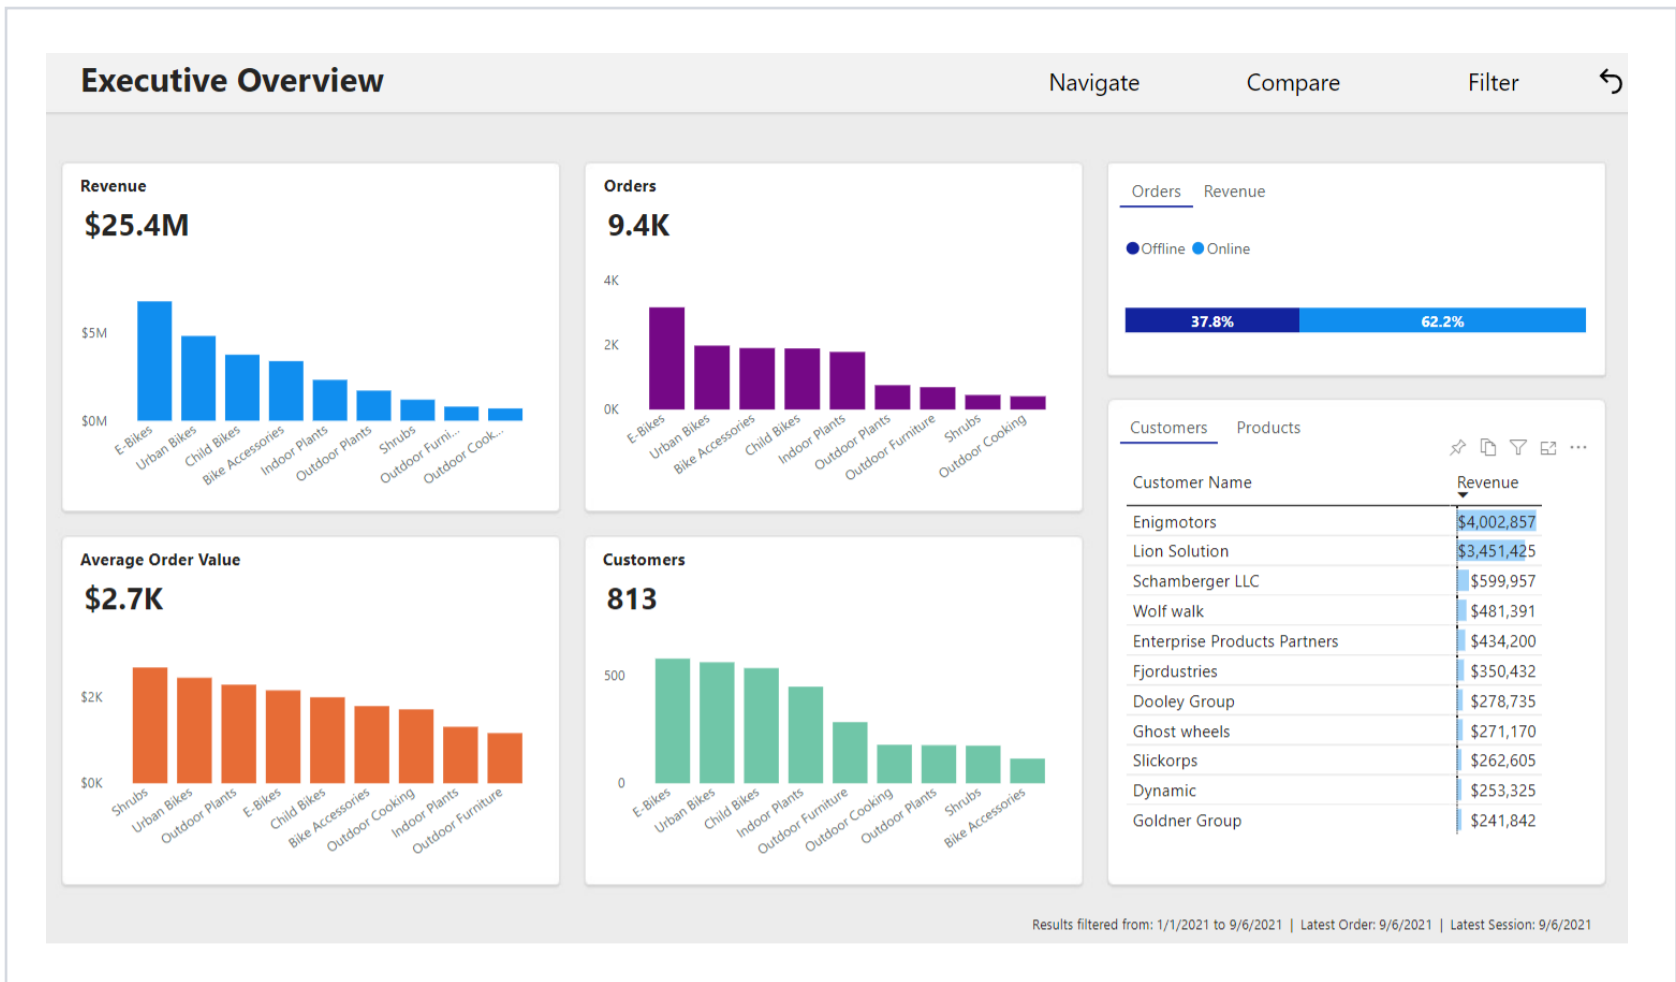 Executive Overview
Navigate
Compare
Filter
Revenue
$25.4M
$5M
$0M
E-Bikes
Urban Bikes
Child Bikes
Bike Accessories
Indoor Plants
Outdoor Plants
Shrubs
Outdoor Furni...
Outdoor Cook...
Orders
9.4K
4K
2K
0K
E-Bikes
Urban Bikes
Bike Accessories
Child Bikes
Indoor Plants
Outdoor Plants
Outdoor Furniture
Shrubs
Outdoor Cooking
Orders Revenue
Offline Online
37.8% 62.2%
Average Order Value
$2.7K
$2K
$0K
Shrubs
Urban Bikes
Outdoor Plants
E-Bikes
Child Bikes
Bike Accessories
Outdoor Cooking
Indoor Plants
Outdoor Furniture
Customers
813
500
0
E-Bikes
Urban Bikes
Child Bikes
Indoor Plants
Outdoor Furniture
Outdoor Cooking
Outdoor Plants
Shrubs
Bike Accessories
Customers Products
Customer Name Revenue
Enigmotors $4,002,857
Lion Solution $3,451,425
Schamberger LLC $599,957
Wolf walk $481,391
Enterprise Products Partners $434,200
Fjordustries $350,432
Dooley Group $278,735
Ghost wheels $271,170
Slickorps $262,605
Dynamic $253,325
Goldner Group $241,842
Results filtered from: 1/1/2021 to 9/6/2021 | Latest Order: 9/6/2021 | Latest Session: 9/6/2021